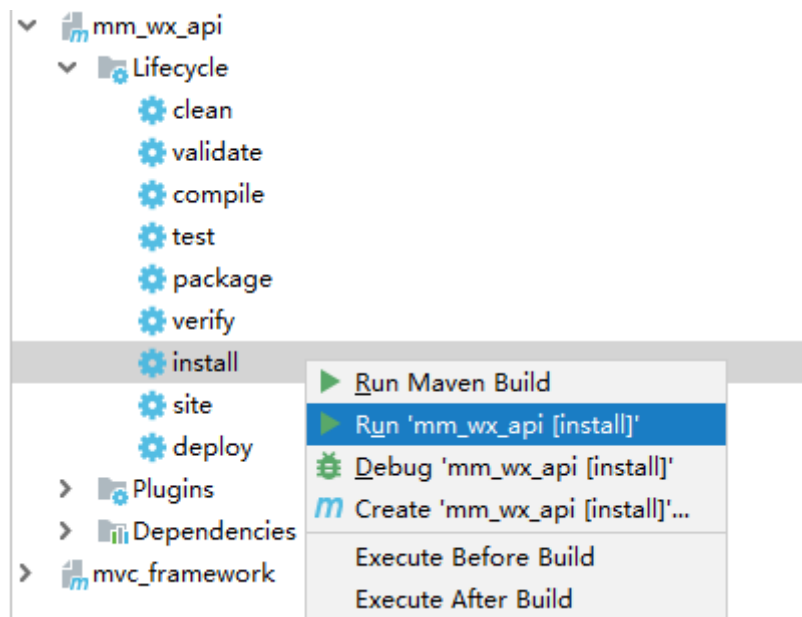 mm_wx_api
Lifecycle
clean
validate
compile
test
package
verify
install
Run Maven Build
Run 'mm_wx_api [install]'
site
deploy
Debug 'mm_wx_api [install]'
Plugins
Create 'mm_wx_api [install]'...
Dependencies
Execute Before Build
mvc_framework
Execute After Build